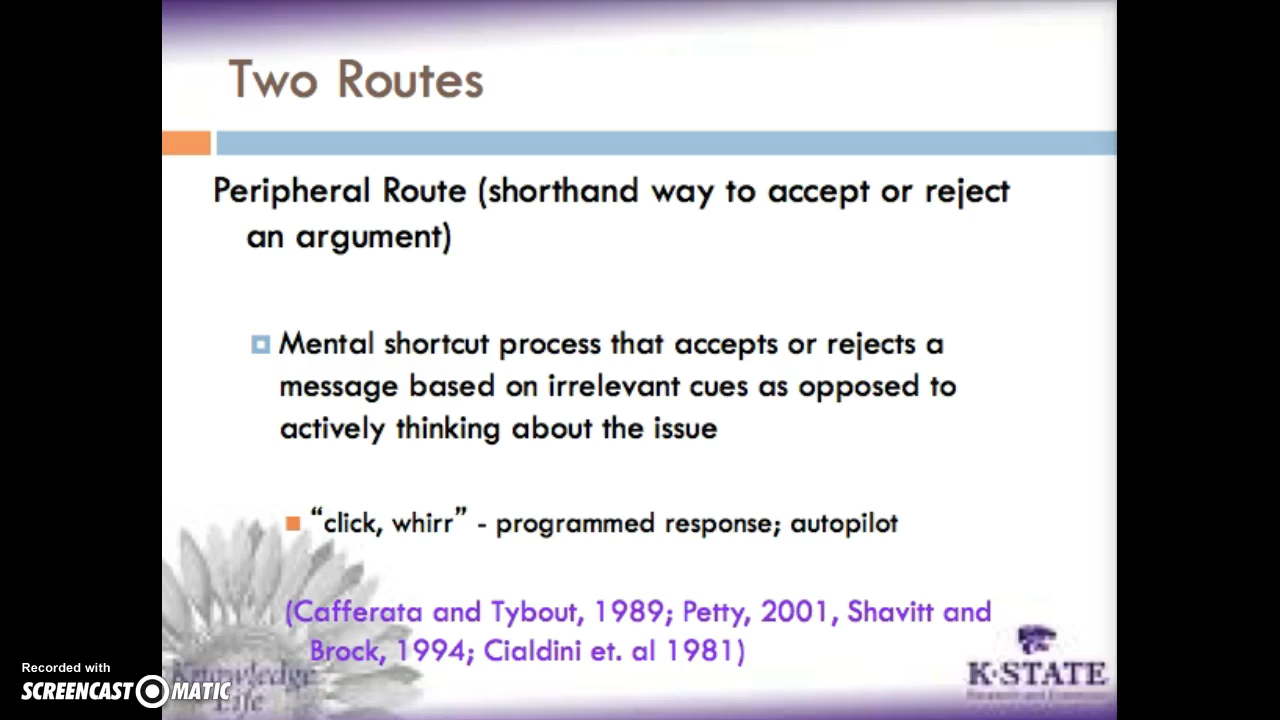 Two Routes
Peripheral Route (shorthand way to accept or reject
an argument)
Mental shortcut process that accepts or rejects a
message based on irrelevant cues as opposed to
actively thinking about the issue
“click, whirr” - programmed response; autopilot
(Cafferata and Tybout, 1989; Petty, 2001, Shavitt and
Brock, 1994; Cialdini et. al 1981)
Knowledge
Life
K•STATE
Recorded with
SCREENCAST MATIC